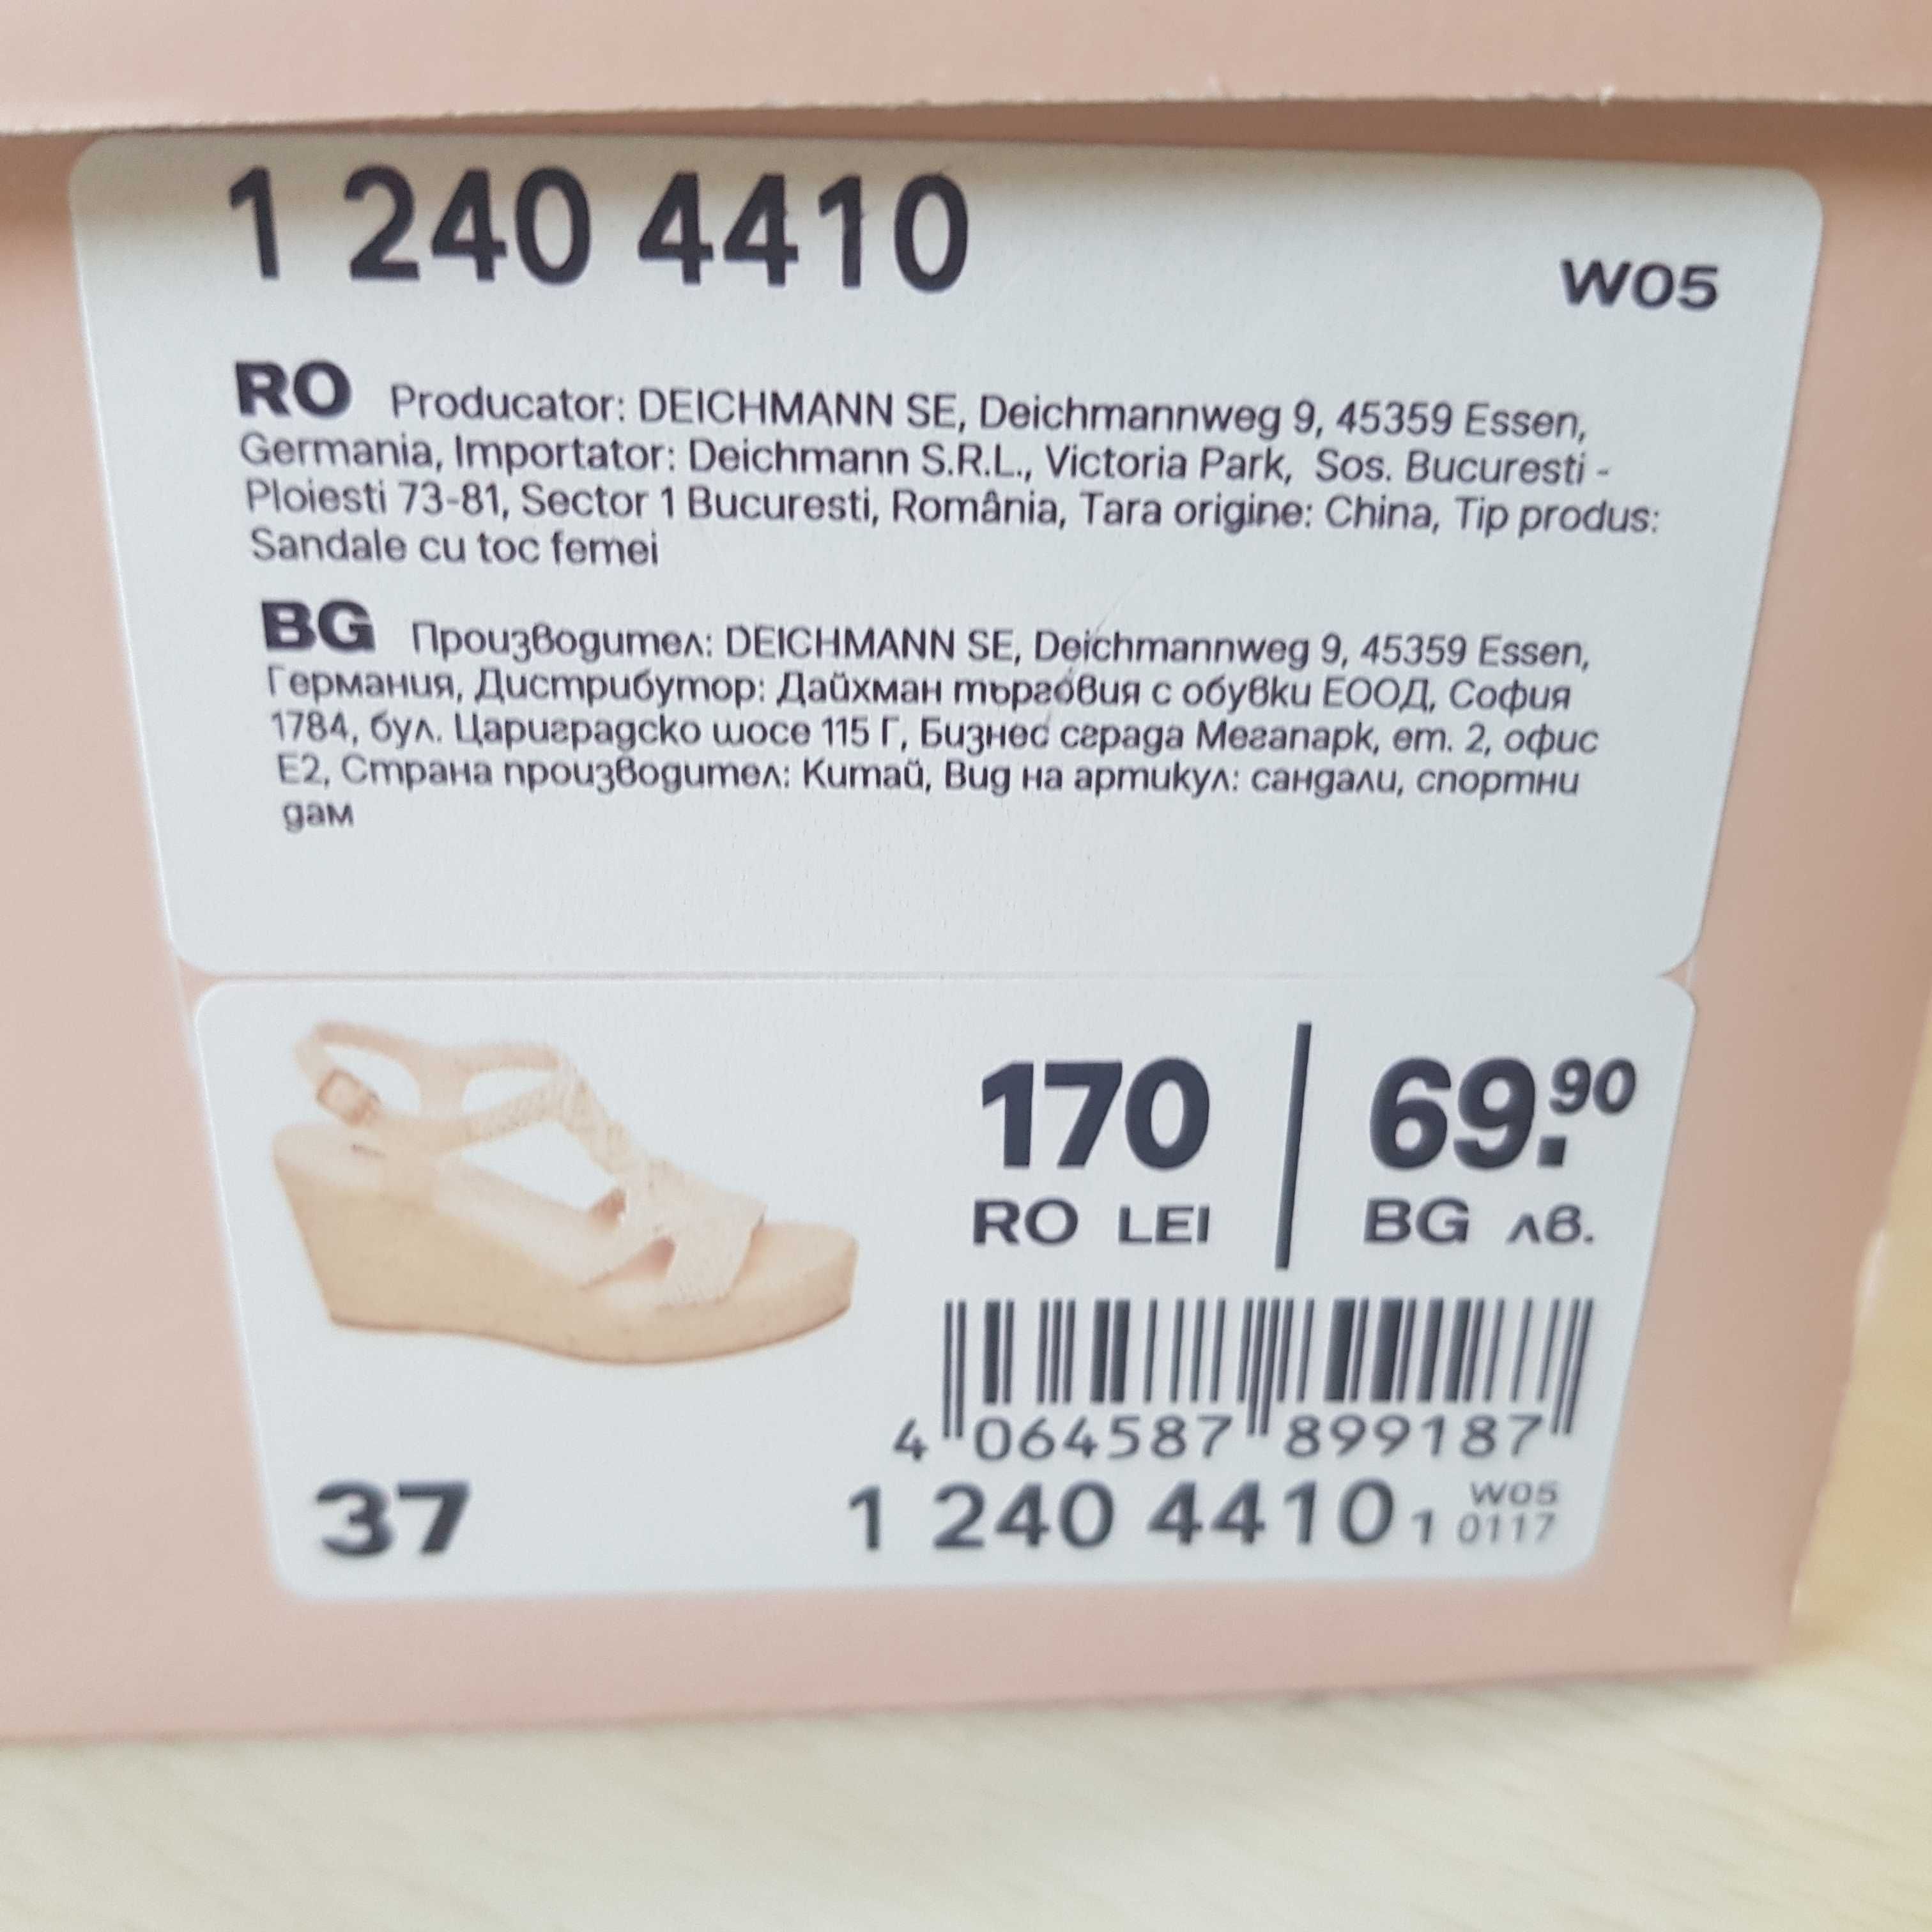 1 240 4410
W05
RO Producator: DEICHMANN SE, Deichmannweg 9, 45359 Essen,
Germania, Importator: Deichmann S.R.L., Victoria Park, Sos. Bucuresti -
Ploiesti 73-81, Sector 1 Bucuresti, România, Tara origine: China, Tip produs:
Sandale cu toc femei
BG Производител: DEICHMANN SE, Deichmannweg 9, 45359 Essen,
Германия, Дистрибутор: Дайхман търговия с обувки ЕООД, София
1784, бул. Цариградско шосе 115 Г, Бизнес сграда Мегапарк, ет. 2, офис
Е2, Страна производител: Китай, Вид на артикул: сандали, спортни
дам
170
RO LEI
69.90
BG лв.
4 064587 899187
37
1 240 4410 1 W05
0117